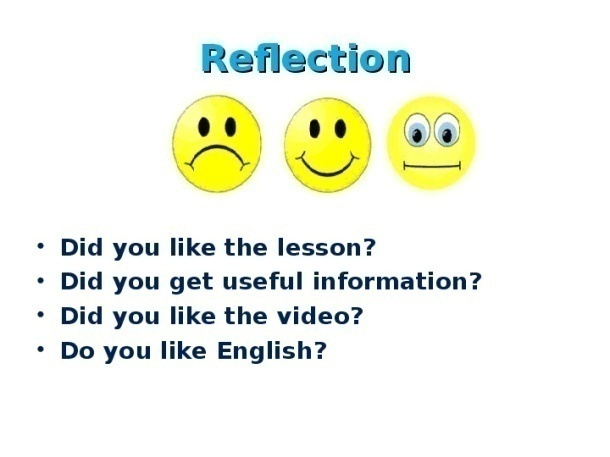 Reflection
• Did you like the lesson?
• Did you get useful information?
• Did you like the video?
• Do you like English?